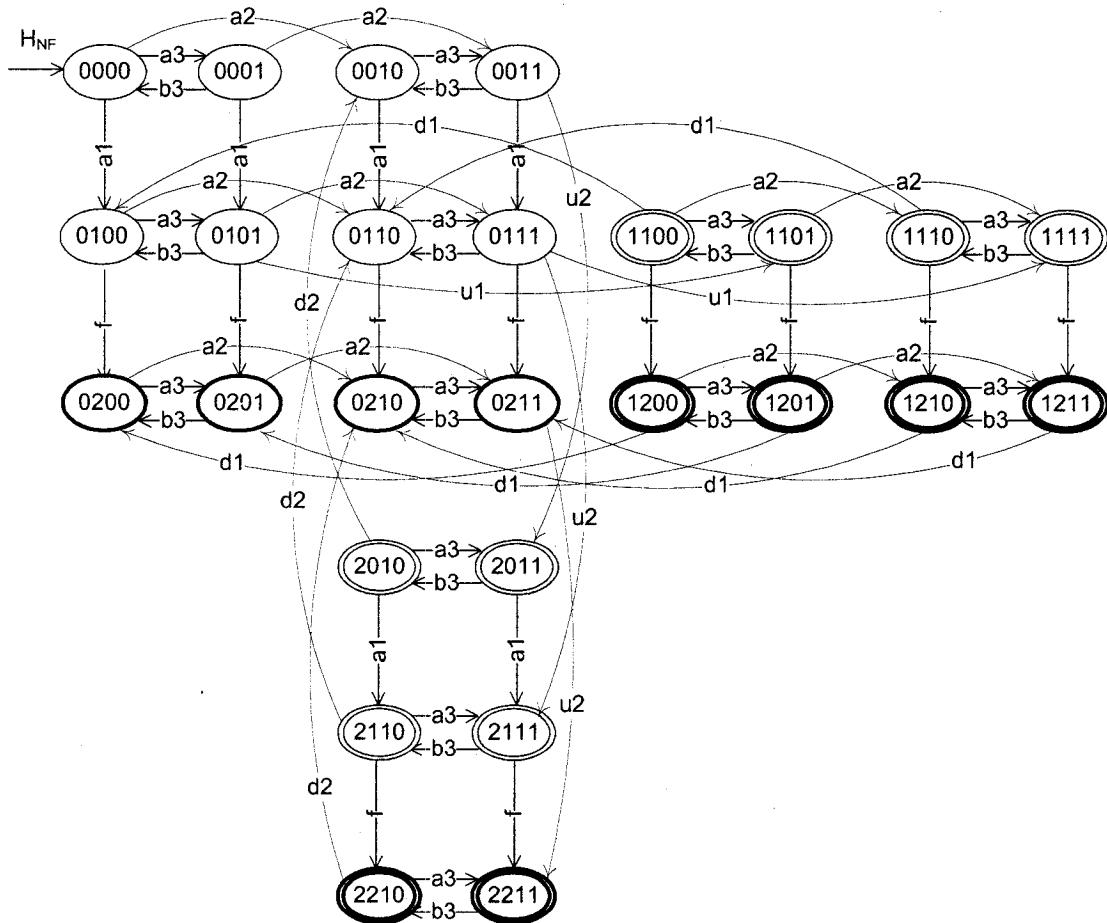 a2 a2
H_NF
0000 a3 0001 0010 a3 0011
b3 b3
d1 d1
a1 a1 a1 a1
a2 a2 u2 a2 a2
0100 a3 0101 0110 a3 0111 1100 a3 1101 1110 a3 1111
b3 b3 b3 b3
d2 u1 u1
f f f f f f f f
a2 a2 a2 a2
0200 a3 0201 0210 a3 0211 1200 a3 1201 1210 a3 1211
b3 b3 b3 b3
d1 d1 d1 d1
d2 u2
2010 a3 2011
b3
a1 a1
2110 a3 2111 u2
b3
d2
f f
2210 a3 2211
b3